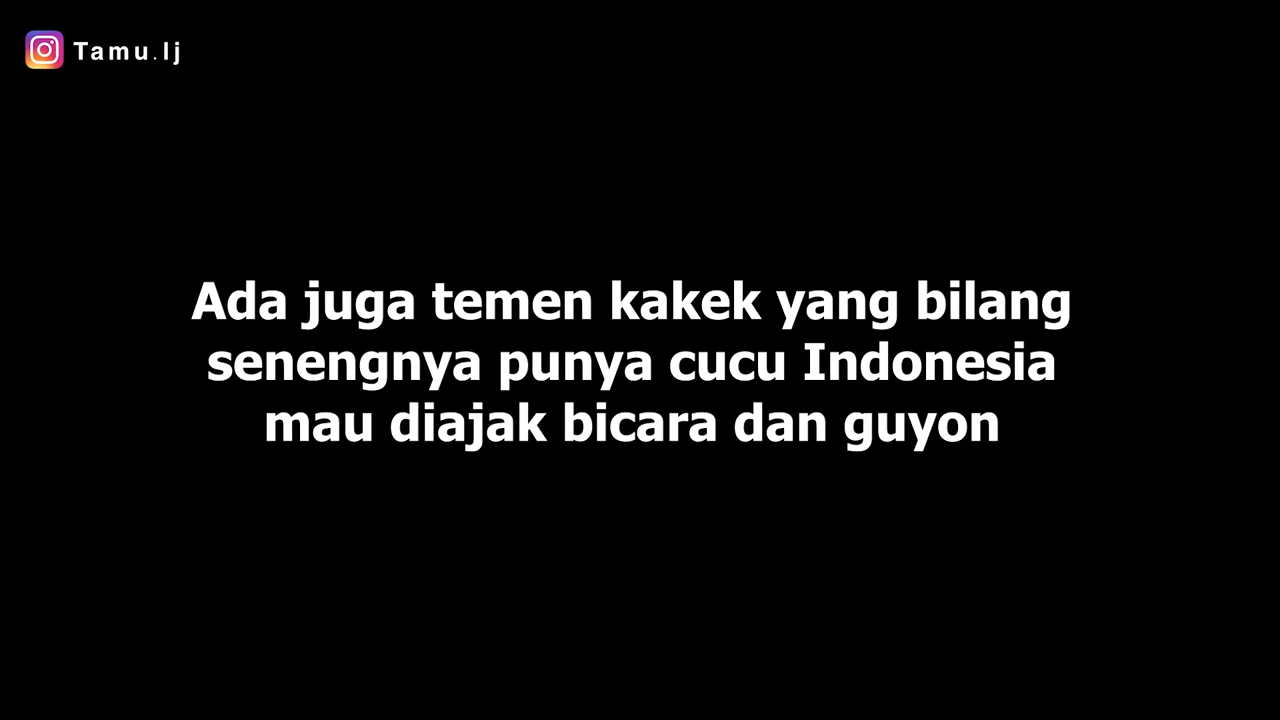 Tamu.lj
Ada juga temen kakek yang bilang
senengnya punya cucu Indonesia
mau diajak bicara dan guyon